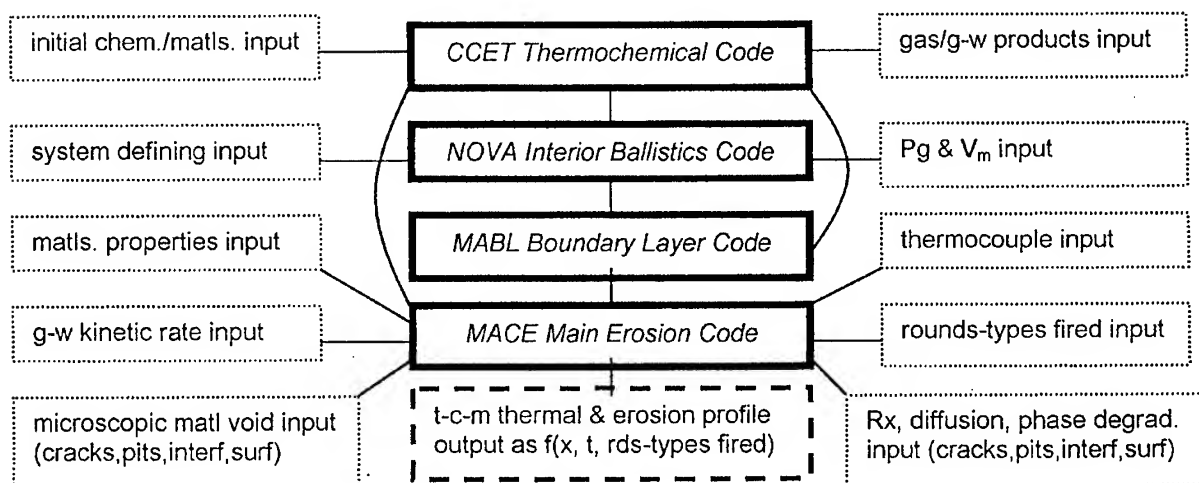 initial chem./matls. input
CCET Thermochemical Code
gas/g-w products input
system defining input
NOVA Interior Ballistics Code
Pg & Vm input
matls. properties input
MABL Boundary Layer Code
thermocouple input
g-w kinetic rate input
MACE Main Erosion Code
rounds-types fired input
microscopic matl void input
(cracks,pits,interf,surf)
t-c-m thermal & erosion profile
output as f(x, t, rds-types fired)
Rx, diffusion, phase degrad.
input (cracks,pits,interf,surf)